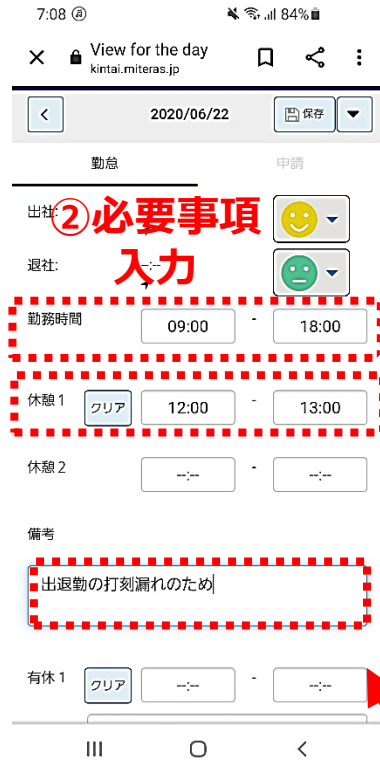 7:08 84%
View for the day
kintai.miteras.jp
2020/06/22 保存
勤怠 申請
出社:
②必要事項
入力
退社: --:--
勤務時間 09:00 - 18:00
休憩1 クリア 12:00 - 13:00
休憩2 --:-- - --:--
備考
出退勤の打刻漏れのため
有休1 クリア --:-- - --:--